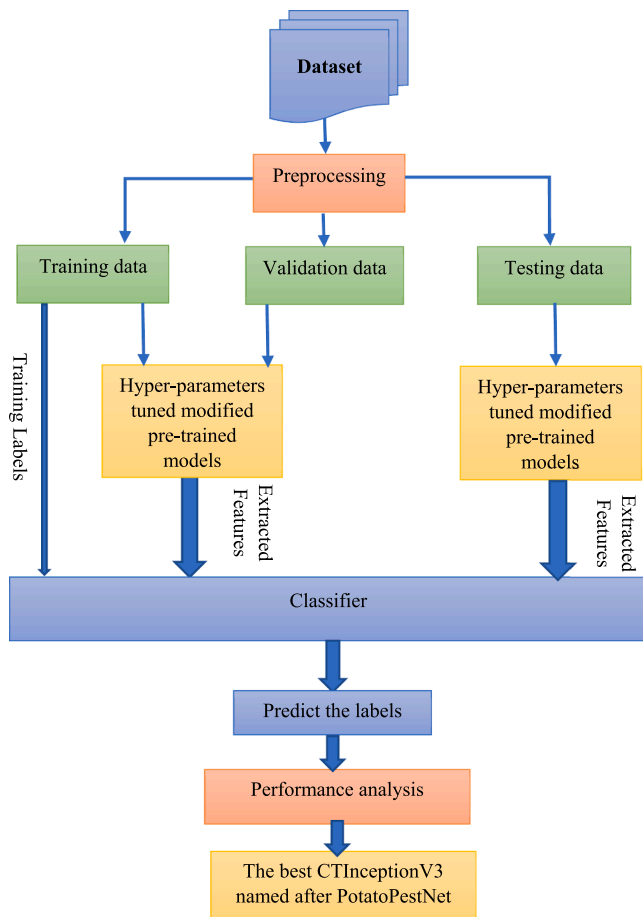 Dataset
Preprocessing
Training data
Validation data
Testing data
Training Labels
Hyper-parameters
tuned modified
pre-trained
models
Hyper-parameters
tuned modified
pre-trained
models
Extracted
Features
Extracted
Features
Classifier
Predict the labels
Performance analysis
The best CTInceptionV3
named after PotatoPestNet